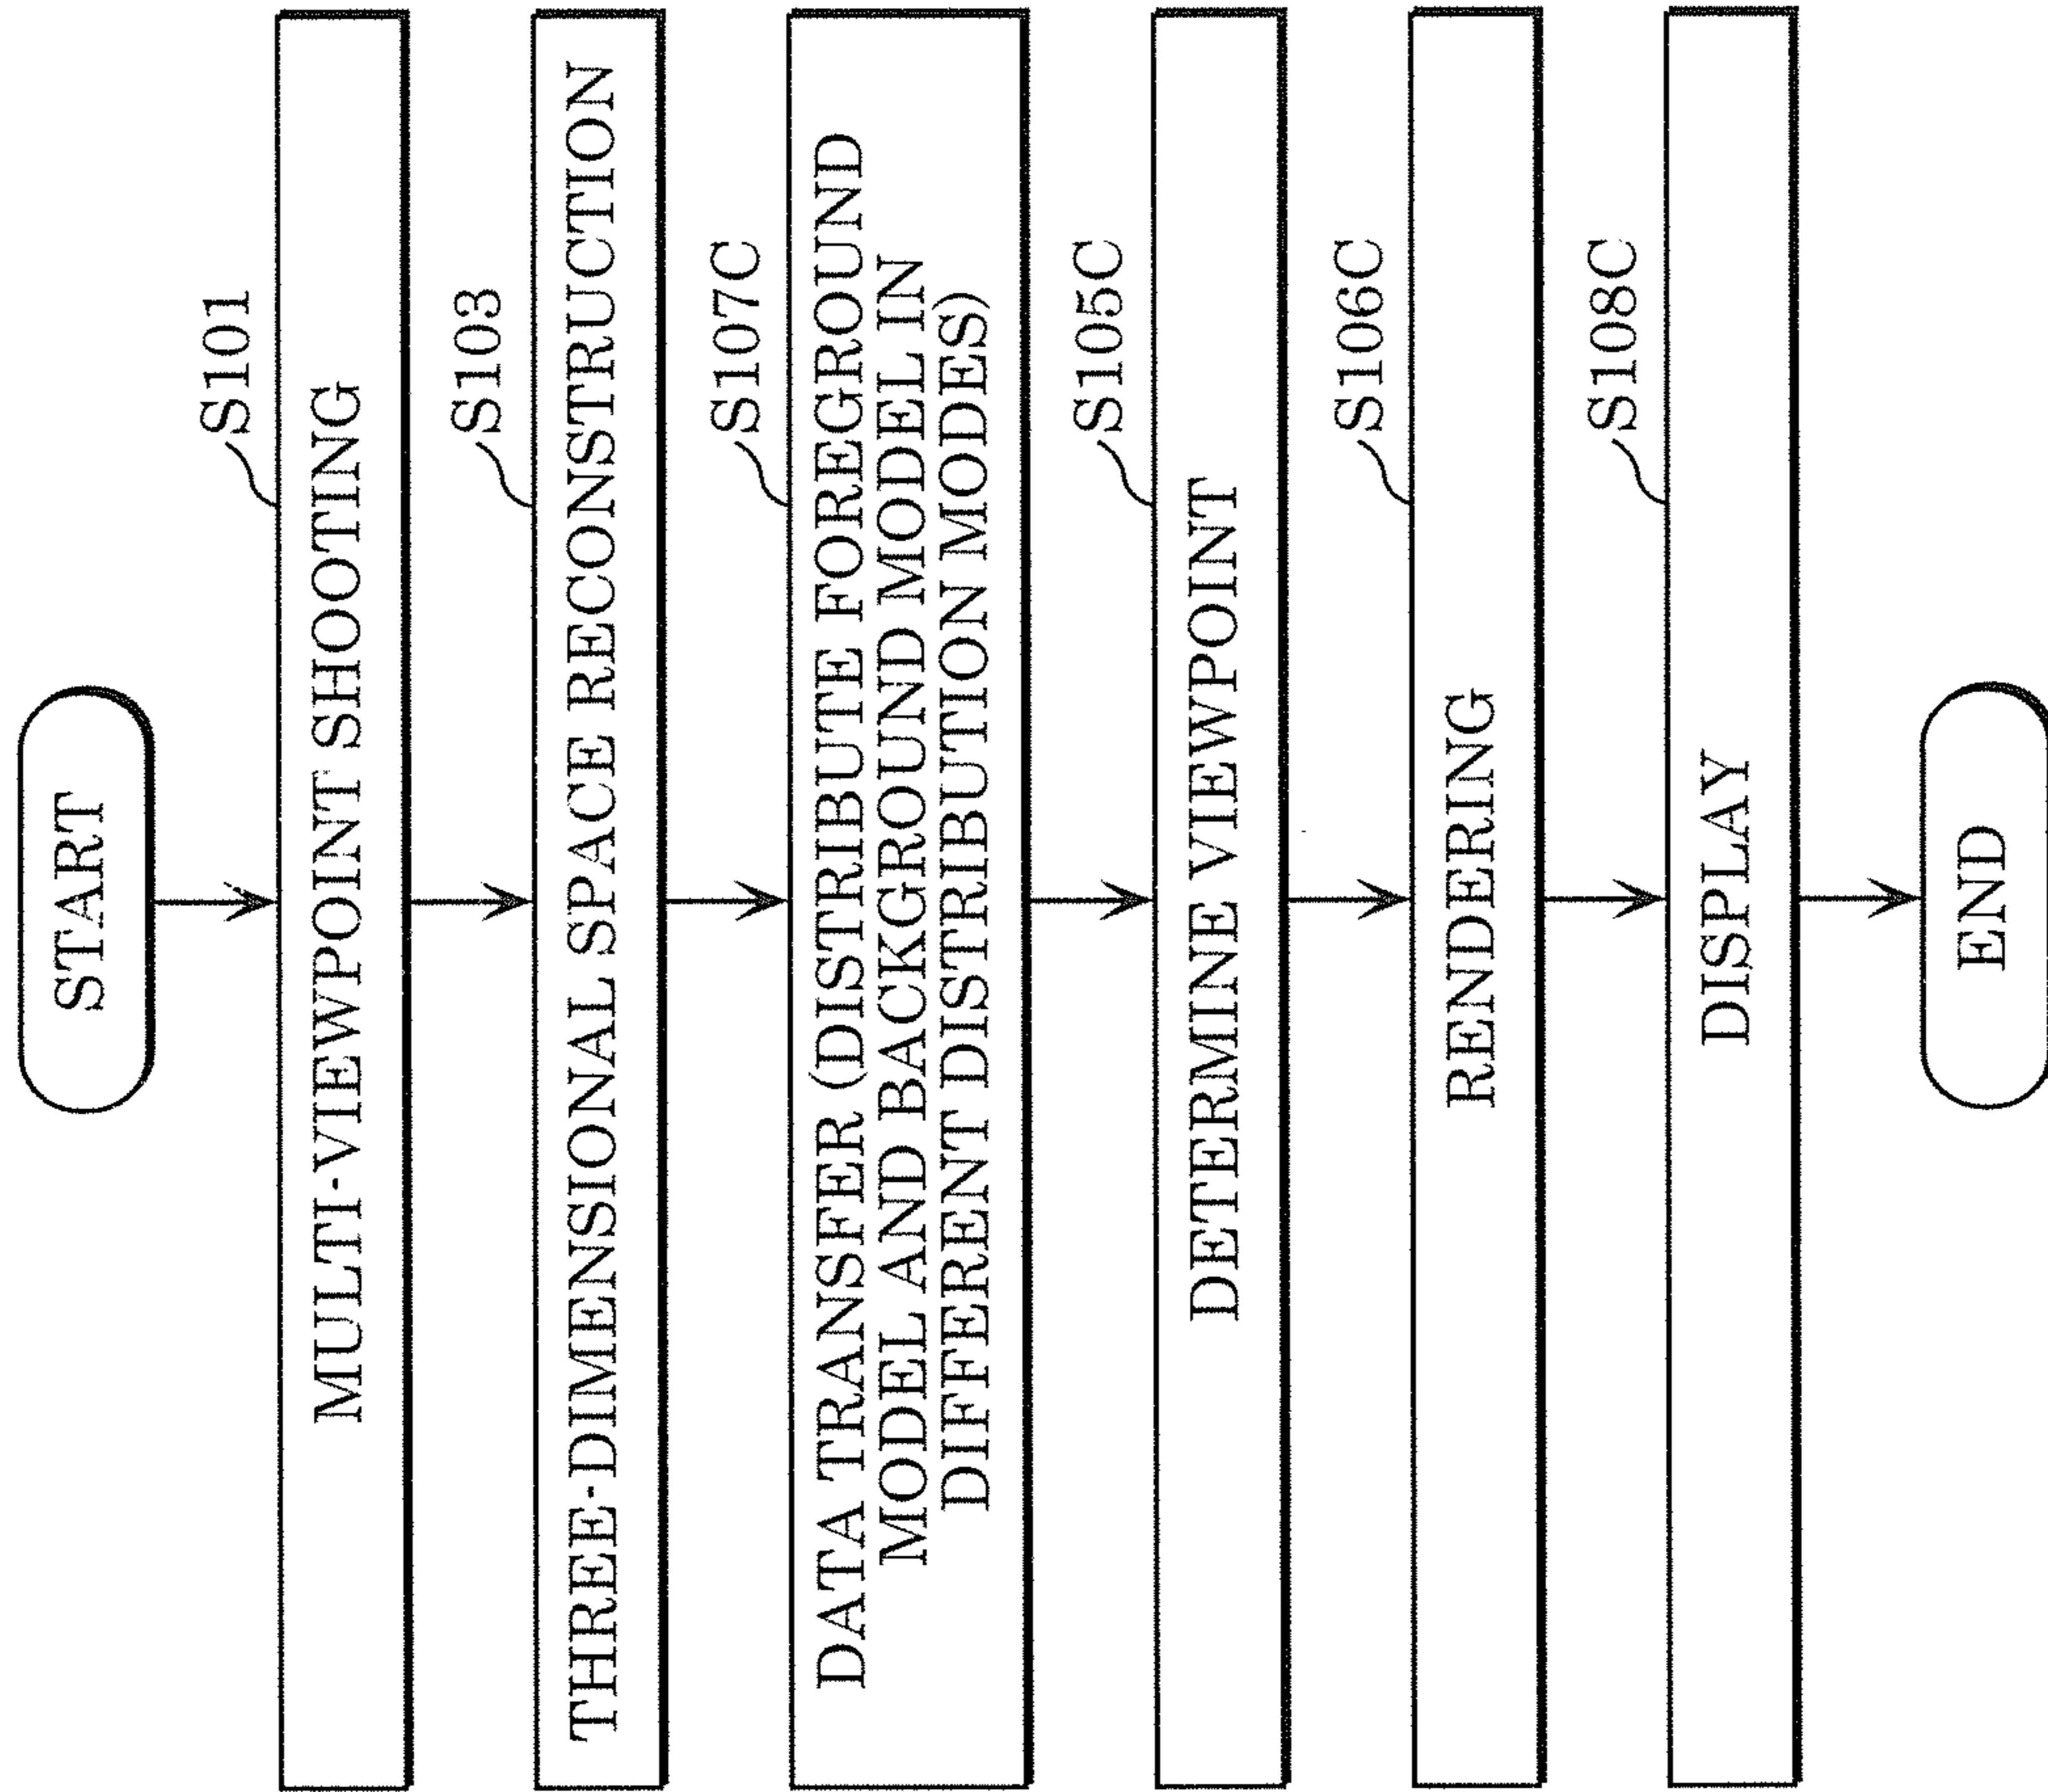 START
S101
MULTI-VIEWPOINT SHOOTING
S103
THREE-DIMENSIONAL SPACE RECONSTRUCTION
S107C
DATA TRANSFER (DISTRIBUTE FOREGROUND
MODEL AND BACKGROUND MODEL IN
DIFFERENT DISTRIBUTION MODES)
S105C
DETERMINE VIEWPOINT
S106C
RENDERING
S108C
DISPLAY
END